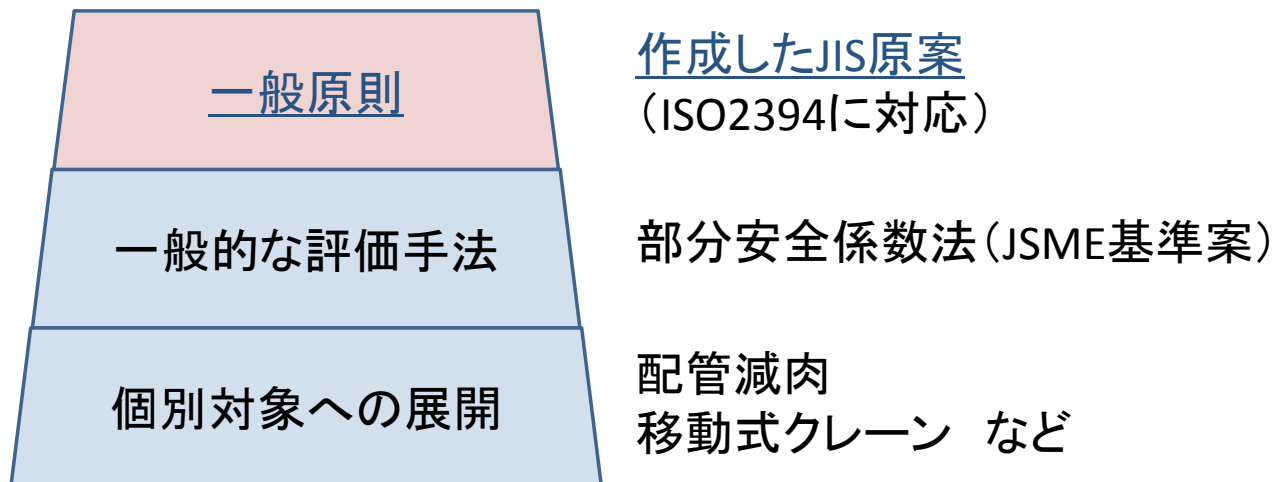 一般原則
作成したJIS原案
（ISO2394に対応）
一般的な評価手法
部分安全係数法（JSME基準案）
個別対象への展開
配管減肉
移動式クレーン　など